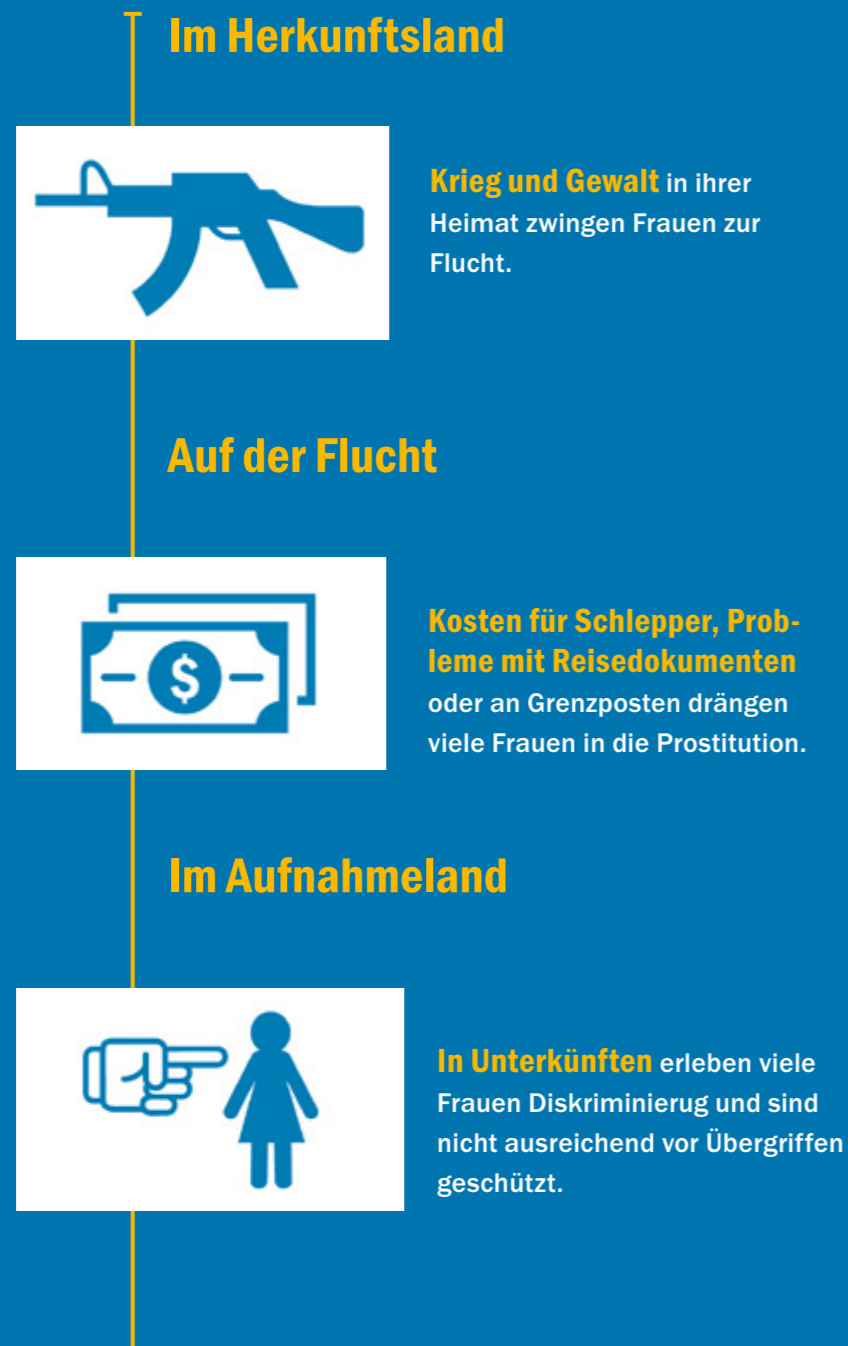 Im Herkunftsland
Krieg und Gewalt in ihrer
Heimat zwingen Frauen zur
Flucht.
Auf der Flucht
$
Kosten für Schlepper, Prob-
leme mit Reisedokumenten
oder an Grenzposten drängen
viele Frauen in die Prostitution.
Im Aufnahmeland
In Unterkünften erleben viele
Frauen Diskriminierug und sind
nicht ausreichend vor Übergriffen
geschützt.